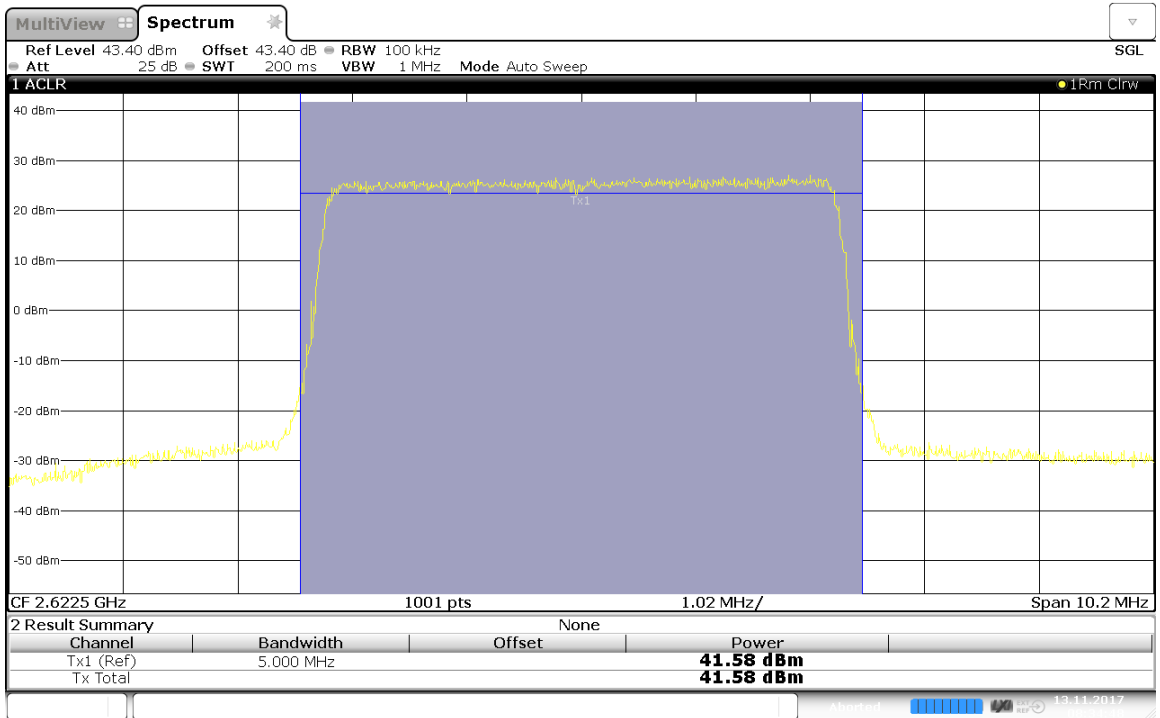 MultiView Spectrum
Ref Level 43.40 dBm Offset 43.40 dB RBW 100 kHz SGL
Att 25 dB SWT 200 ms VBW 1 MHz Mode Auto Sweep
1 ACLR 1Rm Clrw
40 dBm
30 dBm
20 dBm
Tx1
10 dBm
0 dBm
-10 dBm
-20 dBm
-30 dBm
-40 dBm
-50 dBm
CF 2.6225 GHz 1001 pts 1.02 MHz/ Span 10.2 MHz
2 Result Summary None
Channel Bandwidth Offset Power
Tx1 (Ref) 5.000 MHz 41.58 dBm
Tx Total 41.58 dBm
Aborted LXI 13.11.2017